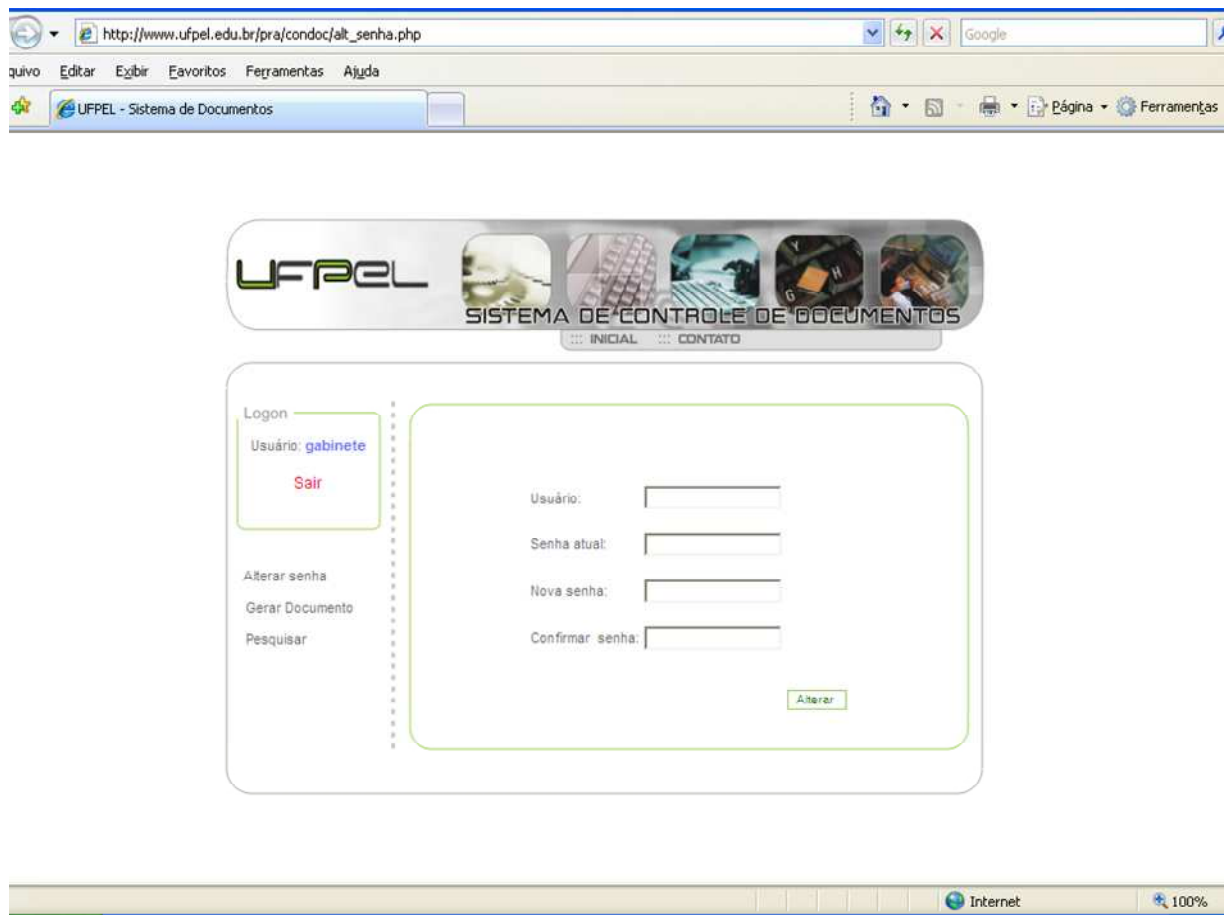 http://www.ufpel.edu.br/pra/condoc/alt_senha.php Google
quivo Editar Exibir Favoritos Ferramentas Ajuda
UFPEL - Sistema de Documentos Página Ferramentas
UFPEL
SISTEMA DE CONTROLE DE DOCUMENTOS
::: INICIAL ::: CONTATO
Logon
Usuário: gabinete
Sair
Alterar senha
Gerar Documento
Pesquisar
Usuário:
Senha atual:
Nova senha:
Confirmar senha:
Alterar
Internet 100%